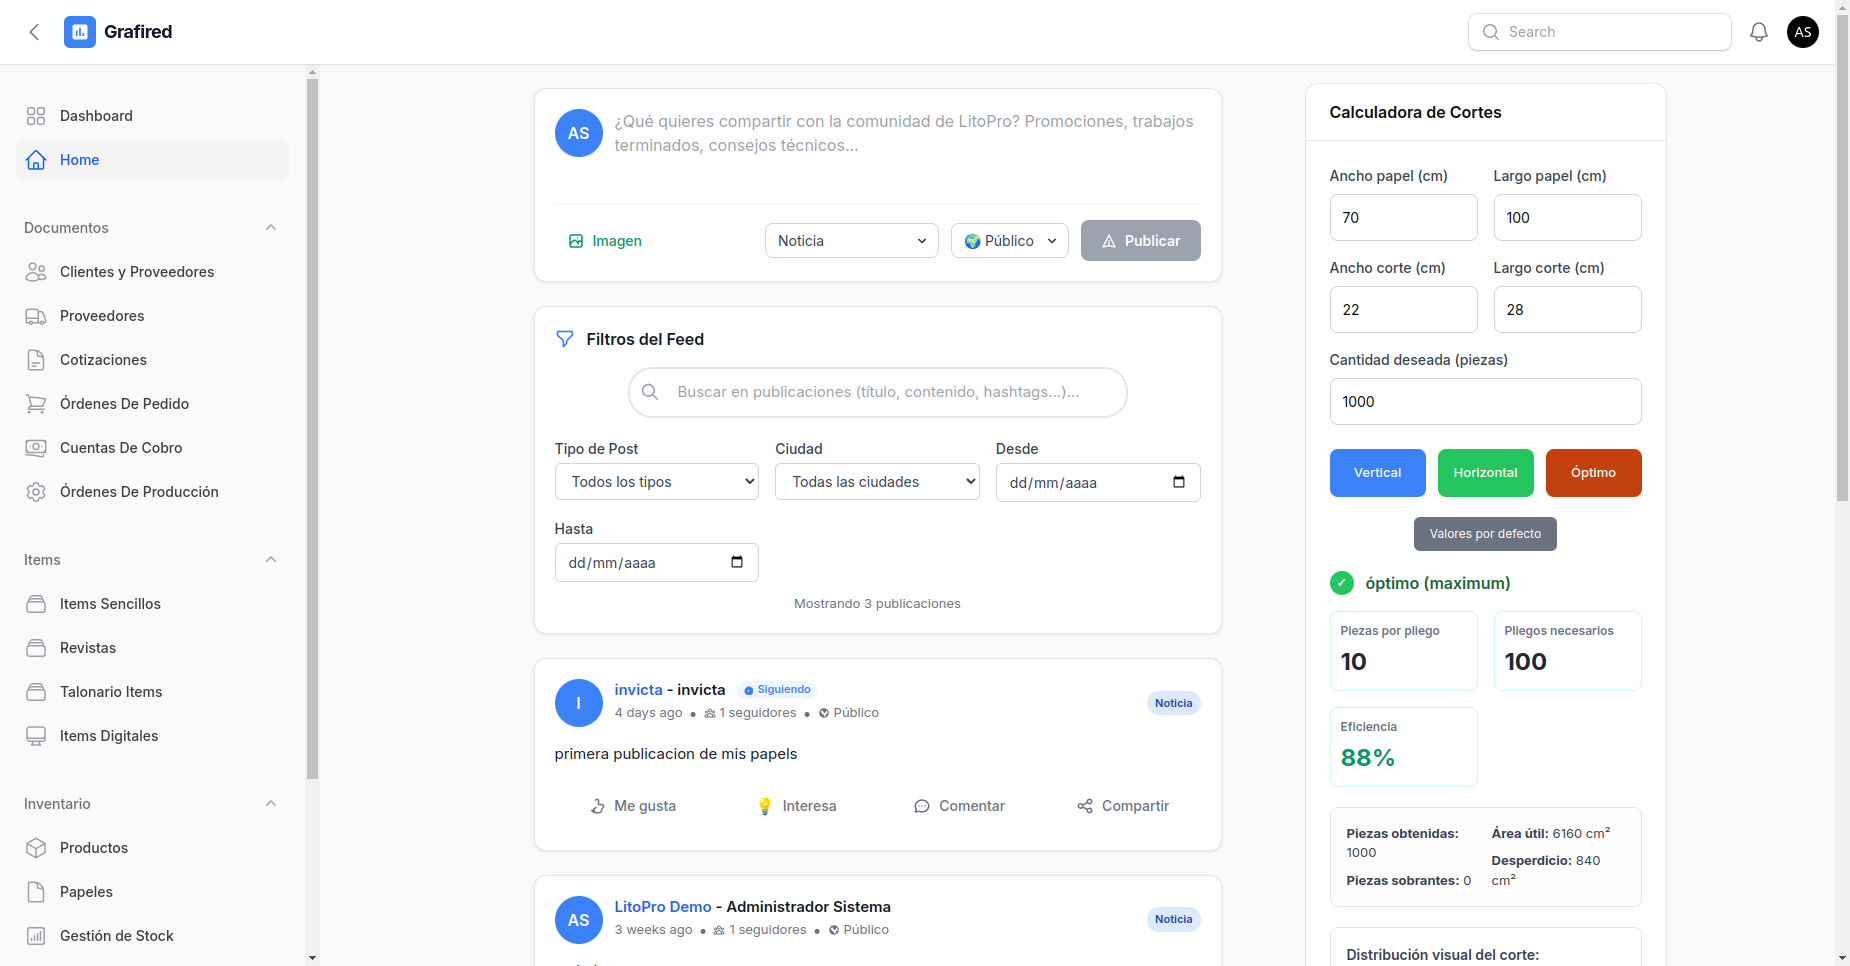 Grafired
Search
AS
Dashboard
Home
Documentos
Clientes y Proveedores
Proveedores
Cotizaciones
Órdenes De Pedido
Cuentas De Cobro
Órdenes De Producción
Items
Items Sencillos
Revistas
Talonario Items
Items Digitales
Inventario
Productos
Papeles
Gestión de Stock
AS
¿Qué quieres compartir con la comunidad de LitoPro? Promociones, trabajos
terminados, consejos técnicos...
Imagen
Noticia
Público
Publicar
Filtros del Feed
Buscar en publicaciones (título, contenido, hashtags...)...
Tipo de Post
Ciudad
Desde
Todos los tipos
Todas las ciudades
dd/mm/aaaa
Hasta
dd/mm/aaaa
Mostrando 3 publicaciones
I
invicta - invicta
Siguiendo
4 days ago • 1 seguidores • Público
Noticia
primera publicacion de mis papels
Me gusta
Interesa
Comentar
Compartir
AS
LitoPro Demo - Administrador Sistema
3 weeks ago • 1 seguidores • Público
Noticia
Calculadora de Cortes
Ancho papel (cm)
Largo papel (cm)
70
100
Ancho corte (cm)
Largo corte (cm)
22
28
Cantidad deseada (piezas)
1000
Vertical
Horizontal
Óptimo
Valores por defecto
✓ óptimo (maximum)
Piezas por pliego
10
Pliegos necesarios
100
Eficiencia
88%
Piezas obtenidas:
1000
Piezas sobrantes: 0
Área útil: 6160 cm²
Desperdicio: 840
cm²
Distribución visual del corte: